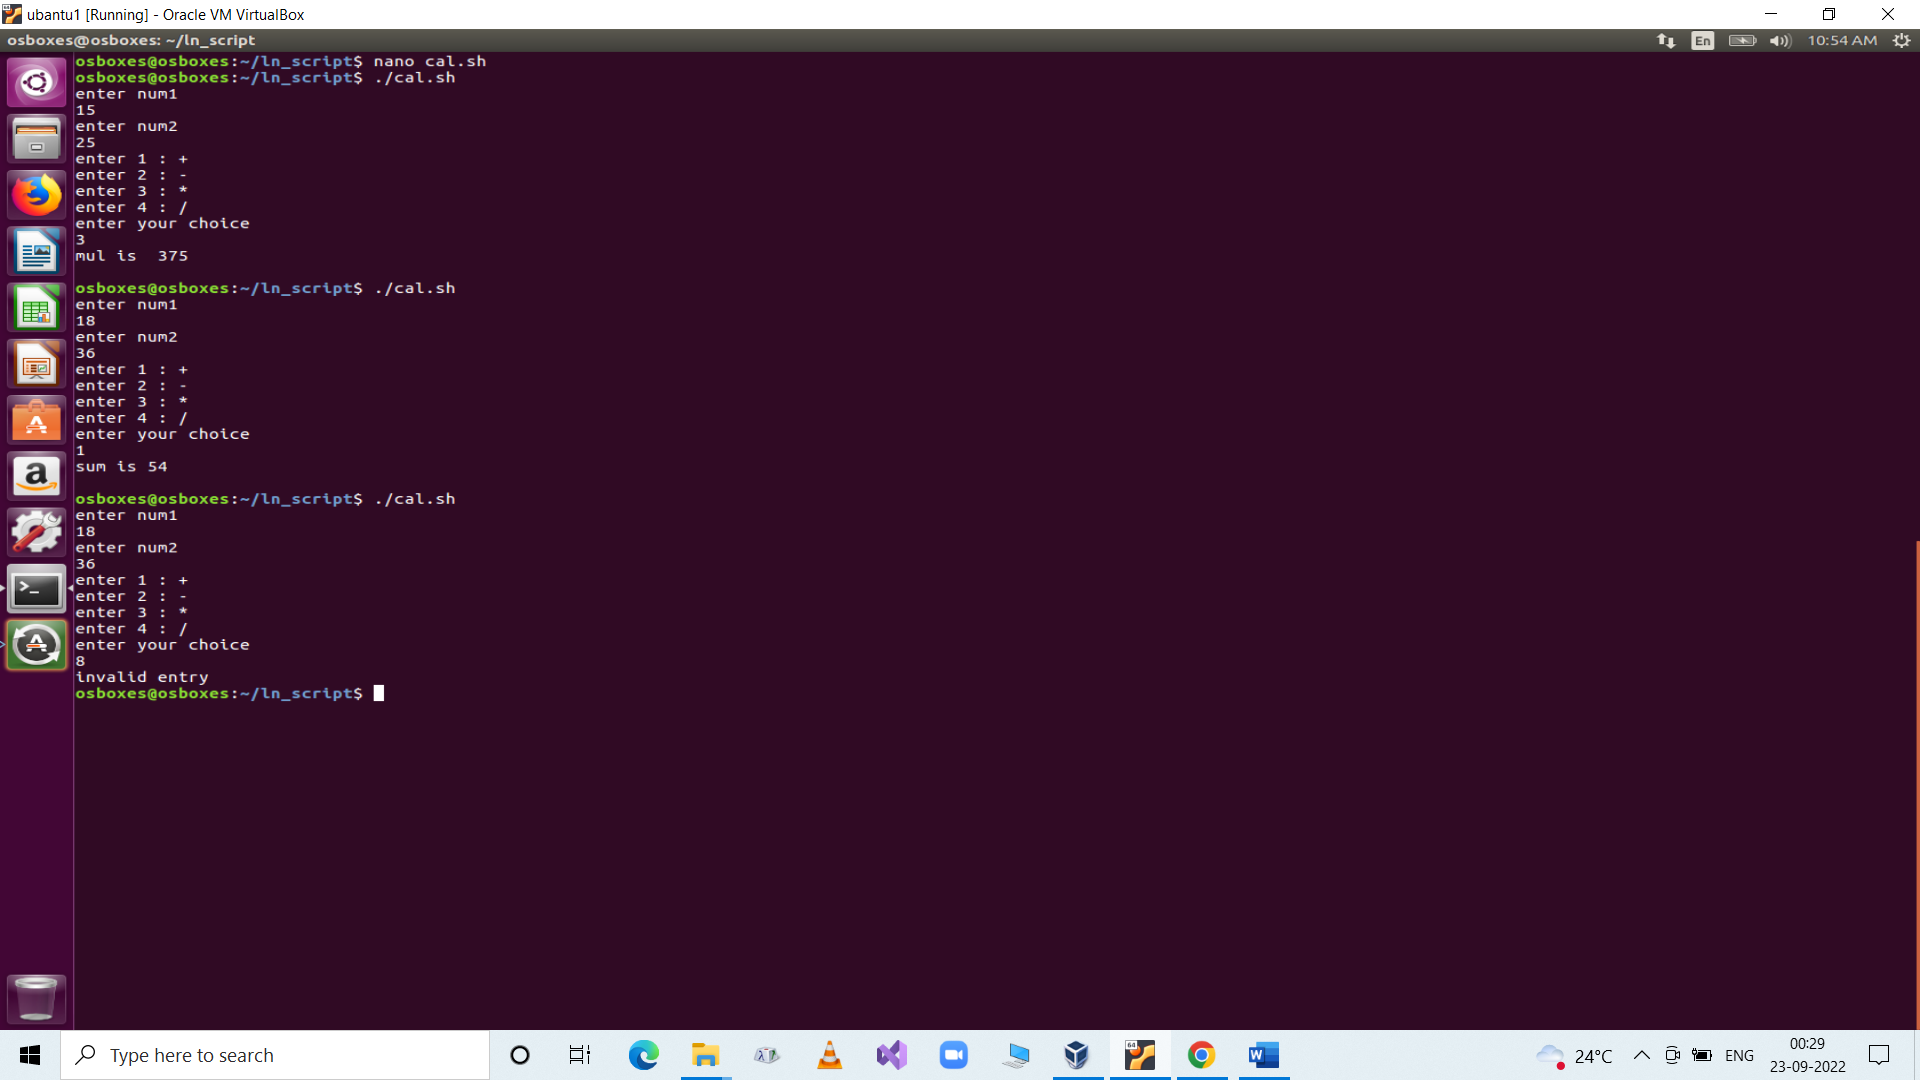 ubantu1 [Running] - Oracle VM VirtualBox
osboxes@osboxes: ~/ln_script
En
10:54 AM
osboxes@osboxes:~/ln_script$ nano cal.sh
osboxes@osboxes:~/ln_script$ ./cal.sh
enter num1
15
enter num2
25
enter 1 : +
enter 2 : -
enter 3 : *
enter 4 : /
enter your choice
3
mul is  375
osboxes@osboxes:~/ln_script$ ./cal.sh
enter num1
18
enter num2
36
enter 1 : +
enter 2 : -
enter 3 : *
enter 4 : /
enter your choice
1
sum is 54
osboxes@osboxes:~/ln_script$ ./cal.sh
enter num1
18
enter num2
36
enter 1 : +
enter 2 : -
enter 3 : *
enter 4 : /
enter your choice
8
invalid entry
osboxes@osboxes:~/ln_script$
Type here to search
64
24°C
ENG
00:29
23-09-2022